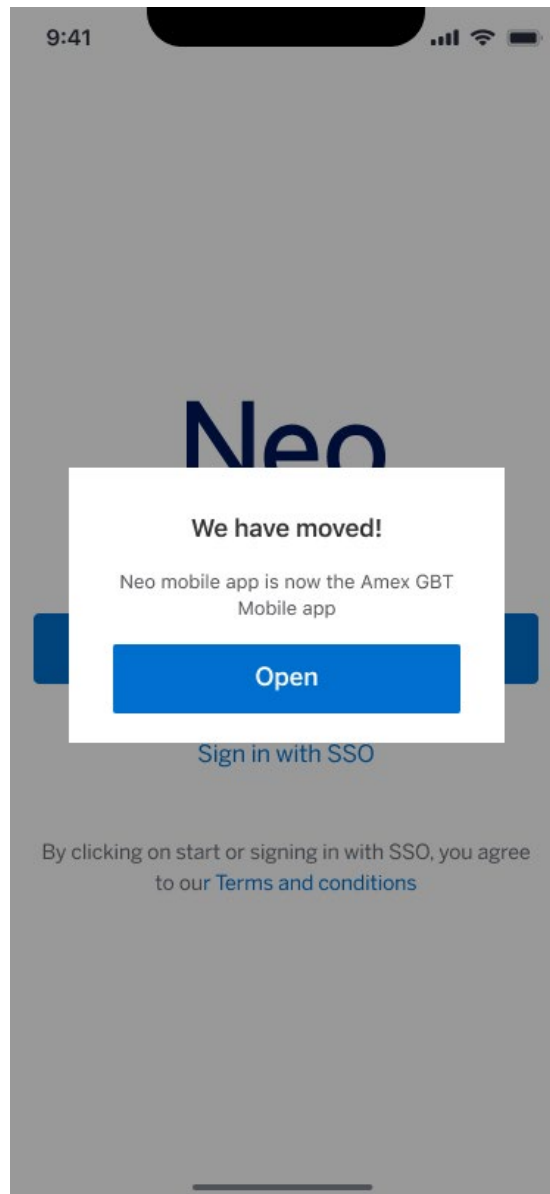 9:41
Neo
We have moved!
Neo mobile app is now the Amex GBT
Mobile app
Open
Sign in with SSO
By clicking on start or signing in with SSO, you agree
to our Terms and conditions